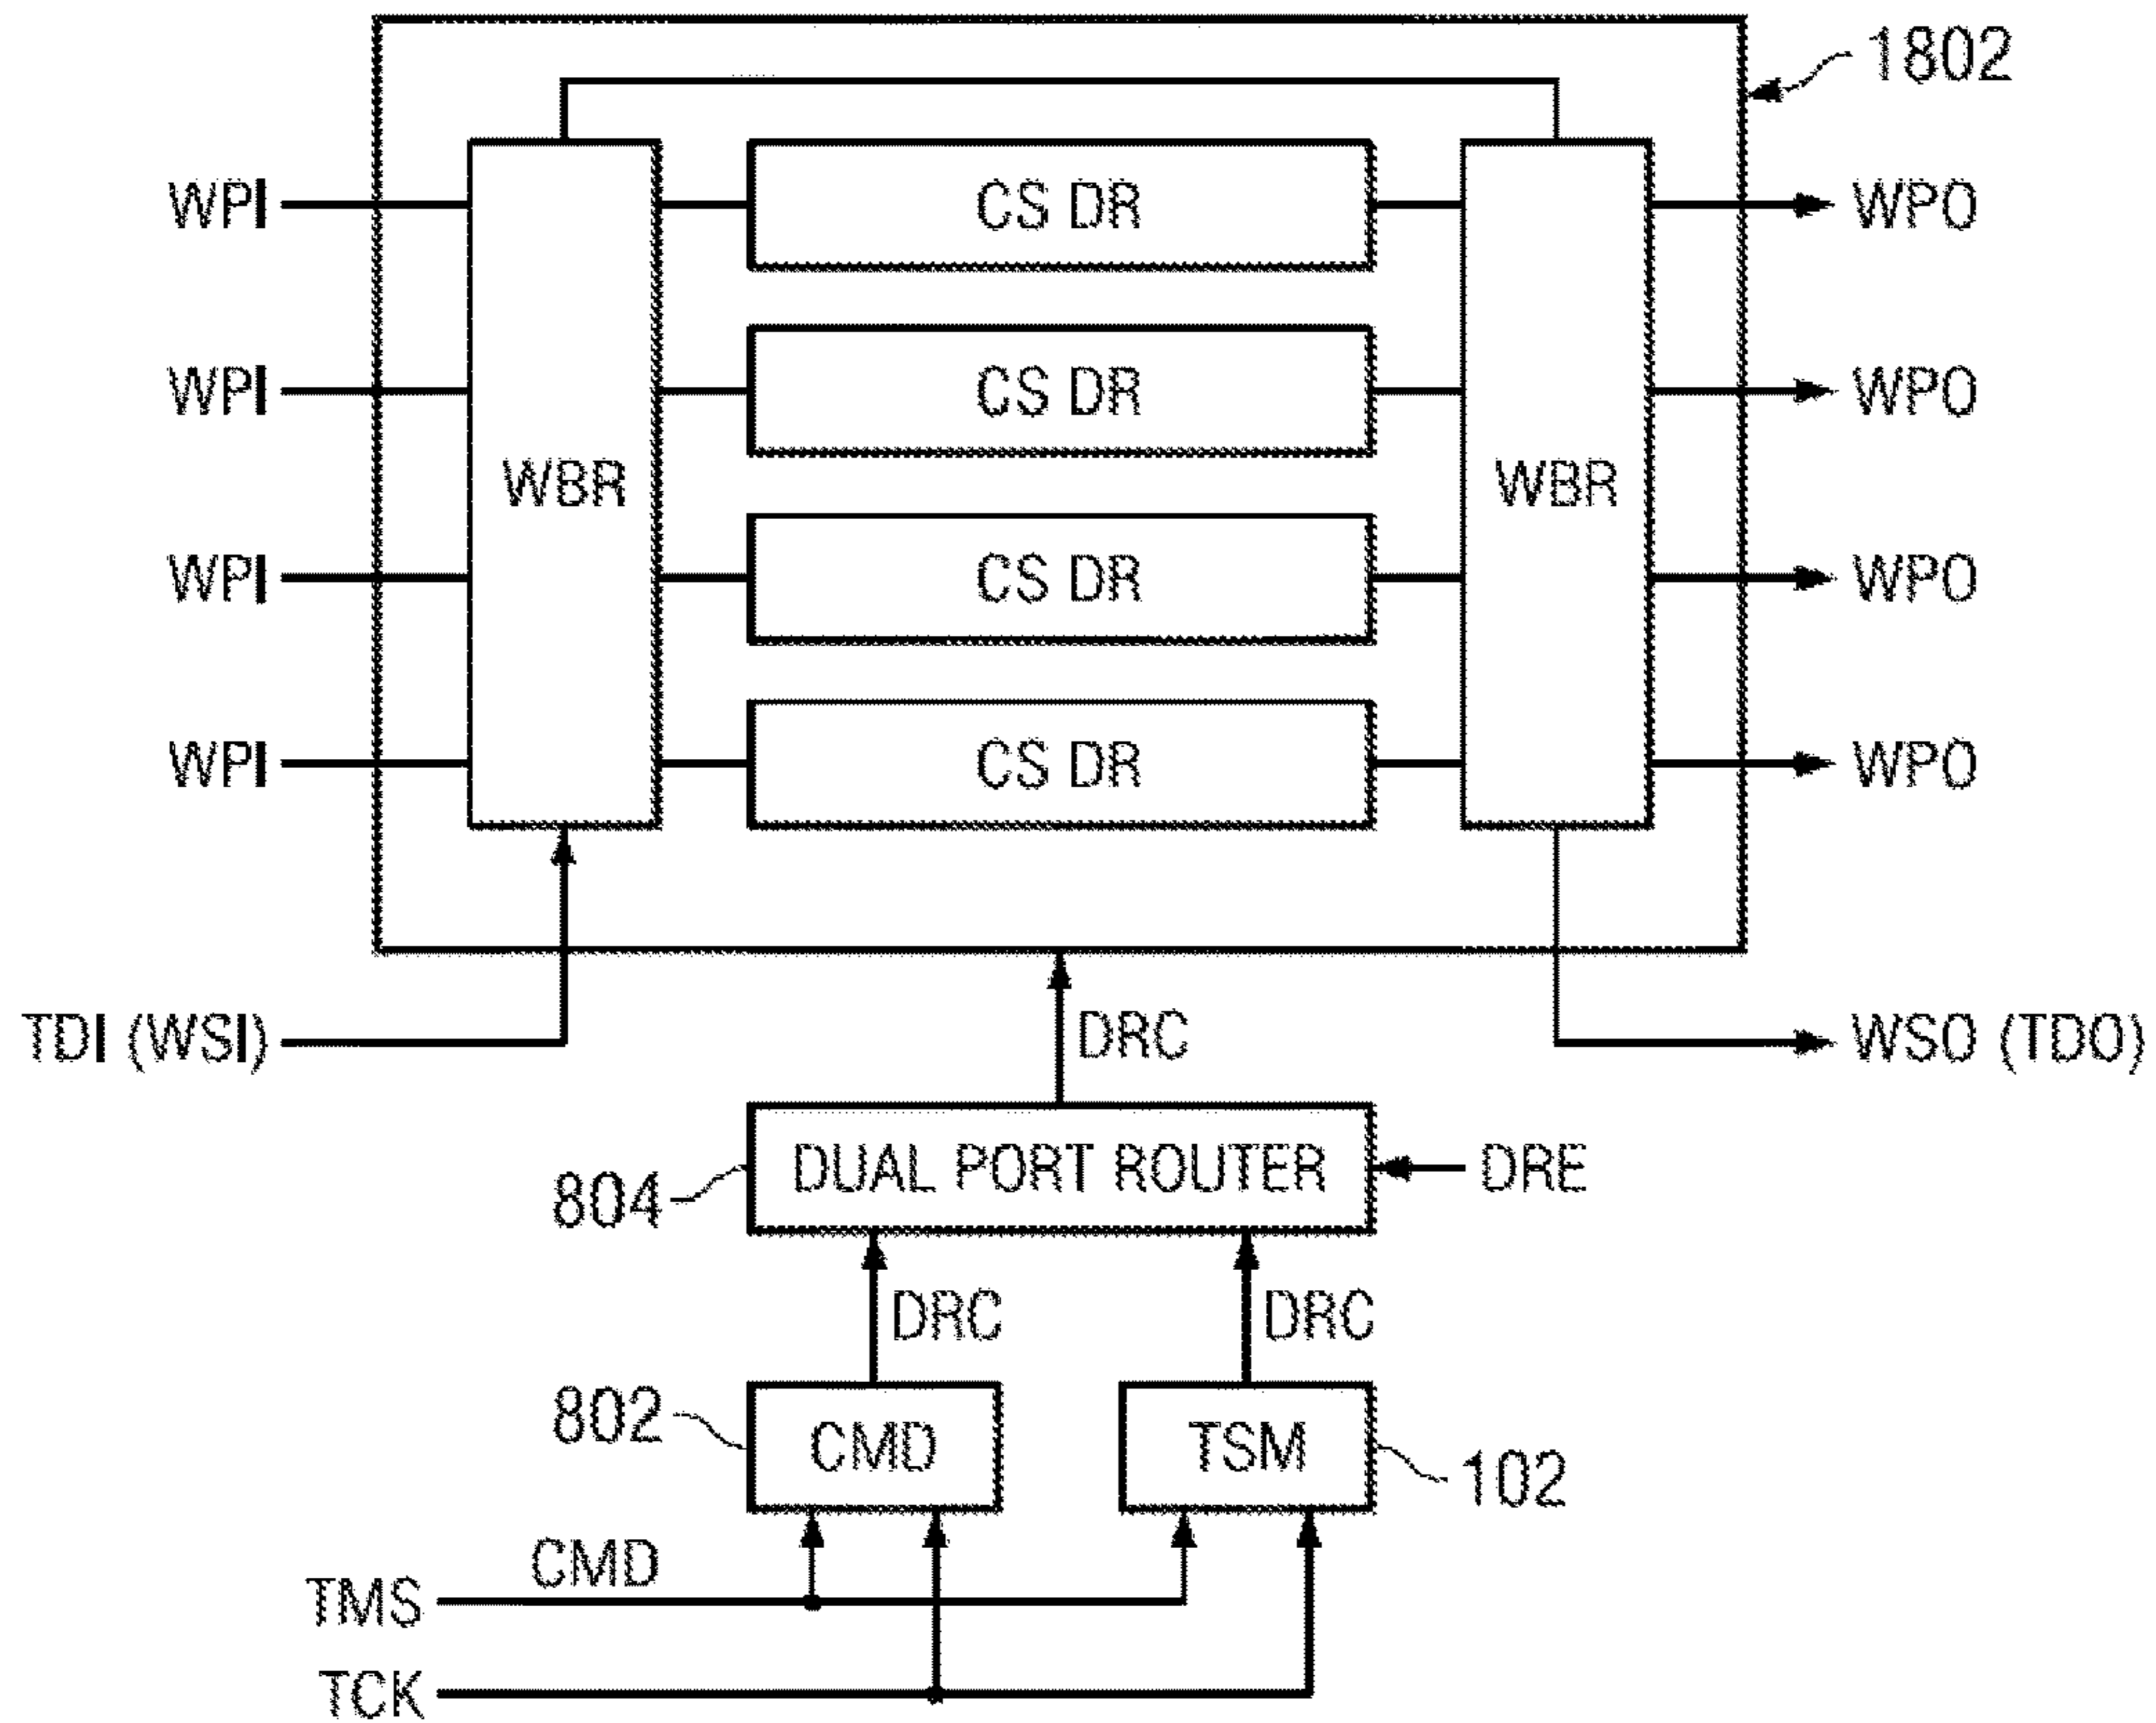 1802
WPI CS DR WPO
WPI CS DR WPO
WBR WBR
WPI CS DR WPO
WPI CS DR WPO
TDI (WSI) DRC WSO (TDO)
804 DUAL PORT ROUTER DRE
DRC DRC
802 CMD TSM 102
CMD
TMS
TCK